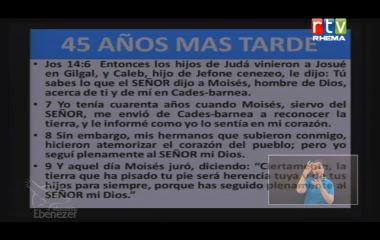 rtv
RHEMA
45 AÑOS MAS TARDE
Jos 14:6 Entonces los hijos de Judá vinieron a Josué
en Gilgal, y Caleb, hijo de Jefone cenezeo, le dijo: Tú
sabes lo que el SEÑOR dijo a Moisés, hombre de Dios,
acerca de ti y de mí en Cades-barnea.
7 Yo tenía cuarenta años cuando Moisés, siervo del
SEÑOR, me envió de Cades-barnea a reconocer la
tierra, y le informé como yo lo sentía en mi corazón.
8 Sin embargo, mis hermanos que subieron conmigo,
hicieron atemorizar el corazón del pueblo; pero yo
seguí plenamente al SEÑOR mi Dios.
9 Y aquel día Moisés juró, diciendo: "Ciertamente, la
tierra que ha pisado tu pie será herencia tuya y de tus
hijos para siempre, porque has seguido plenamente al
SEÑOR mi Dios."
Ebenezer